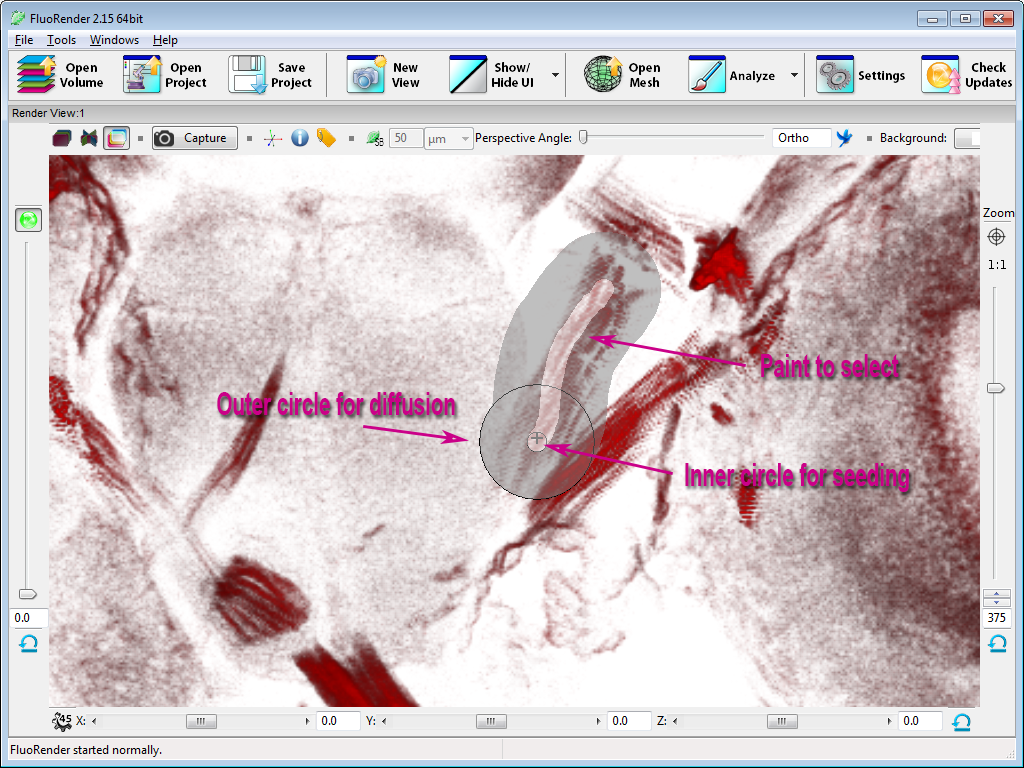 FluoRender 2.15 64bit
File Tools Windows Help
Open Volume
Open Project
Save Project
New View
Show/ Hide UI
Open Mesh
Analyze
Settings
Check Updates
Render View:1
Capture
i
SB
50
µm
Perspective Angle:
Ortho
Background:
Zoom
1:1
Paint to select
Outer circle for diffusion
Inner circle for seeding
0.0
375
45 X: 0.0 Y: 0.0 Z: 0.0
FluoRender started normally.